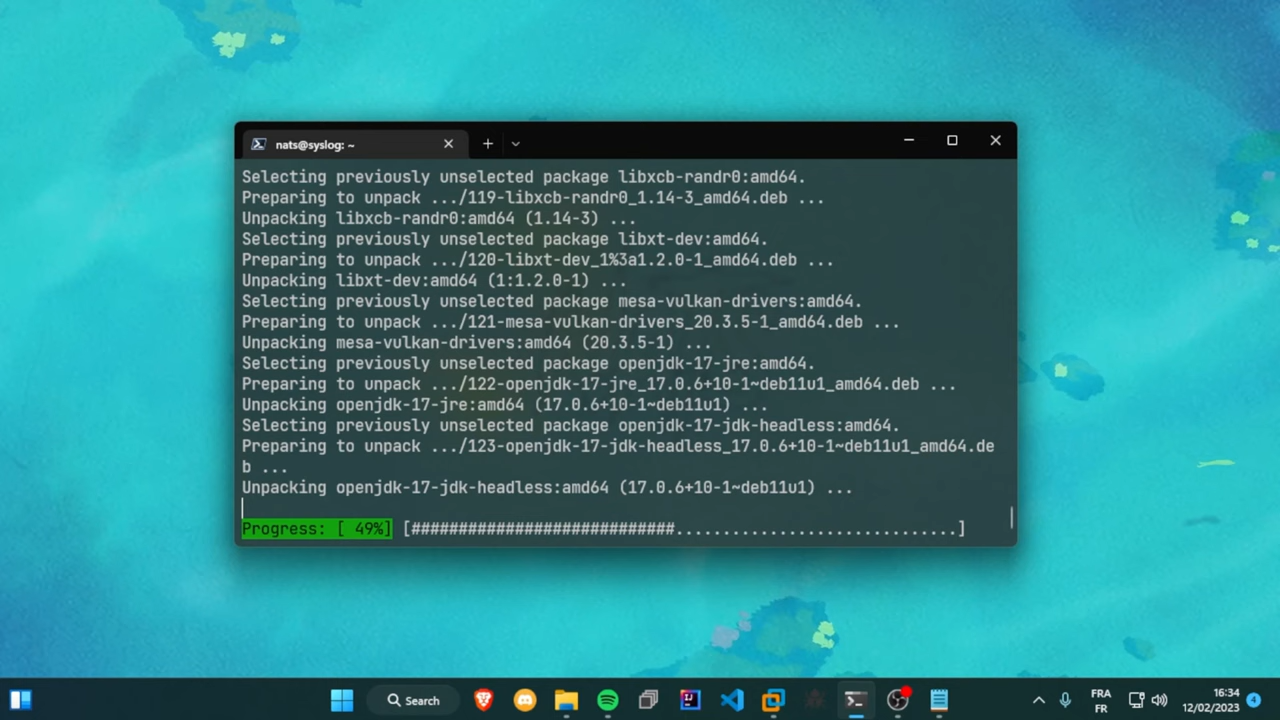 nats@syslog: ~
Selecting previously unselected package libxcb-randr0:amd64.
Preparing to unpack .../119-libxcb-randr0_1.14-3_amd64.deb ...
Unpacking libxcb-randr0:amd64 (1.14-3) ...
Selecting previously unselected package libxt-dev:amd64.
Preparing to unpack .../120-libxt-dev_1%3a1.2.0-1_amd64.deb ...
Unpacking libxt-dev:amd64 (1:1.2.0-1) ...
Selecting previously unselected package mesa-vulkan-drivers:amd64.
Preparing to unpack .../121-mesa-vulkan-drivers_20.3.5-1_amd64.deb ...
Unpacking mesa-vulkan-drivers:amd64 (20.3.5-1) ...
Selecting previously unselected package openjdk-17-jre:amd64.
Preparing to unpack .../122-openjdk-17-jre_17.0.6+10-1~deb11u1_amd64.deb ...
Unpacking openjdk-17-jre:amd64 (17.0.6+10-1~deb11u1) ...
Selecting previously unselected package openjdk-17-jdk-headless:amd64.
Preparing to unpack .../123-openjdk-17-jdk-headless_17.0.6+10-1~deb11u1_amd64.de
b ...
Unpacking openjdk-17-jdk-headless:amd64 (17.0.6+10-1~deb11u1) ...
Progress: [ 49%] [############################..............................]
Search
FRA
FR
16:34
12/02/2023
4